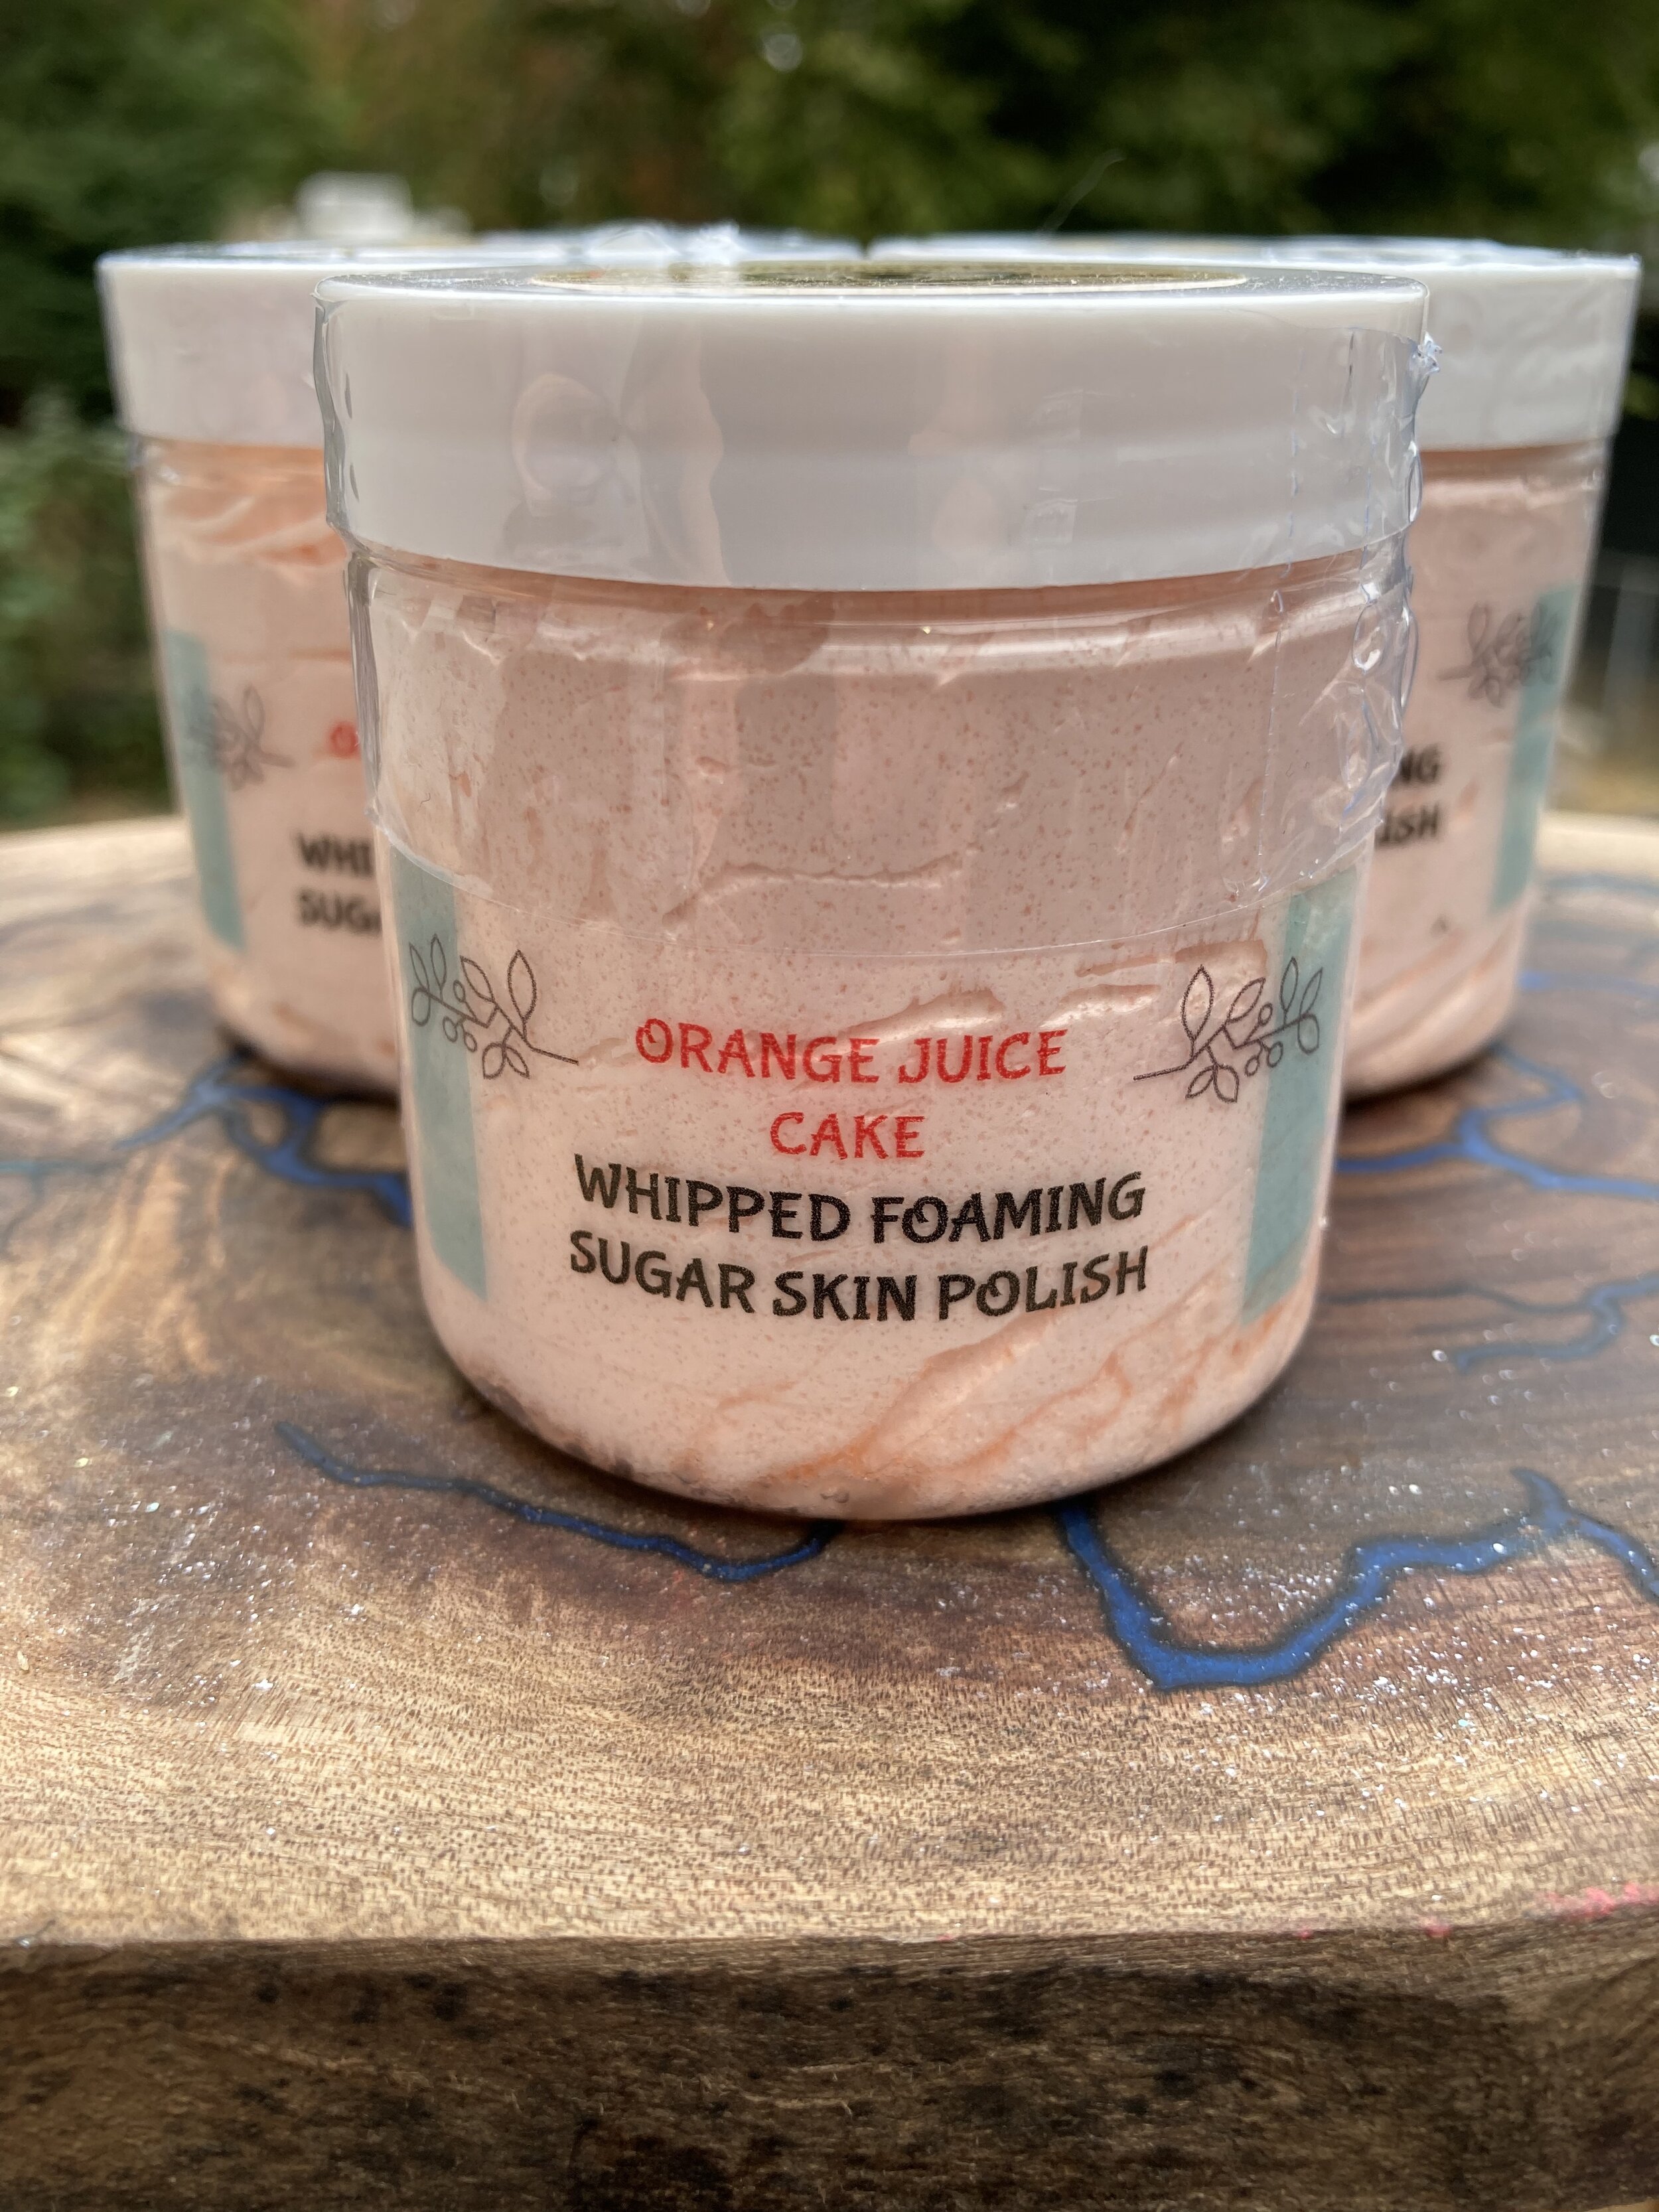 ORANGE JUICE
CAKE
WHIPPED FOAMING
SUGAR SKIN POLISH